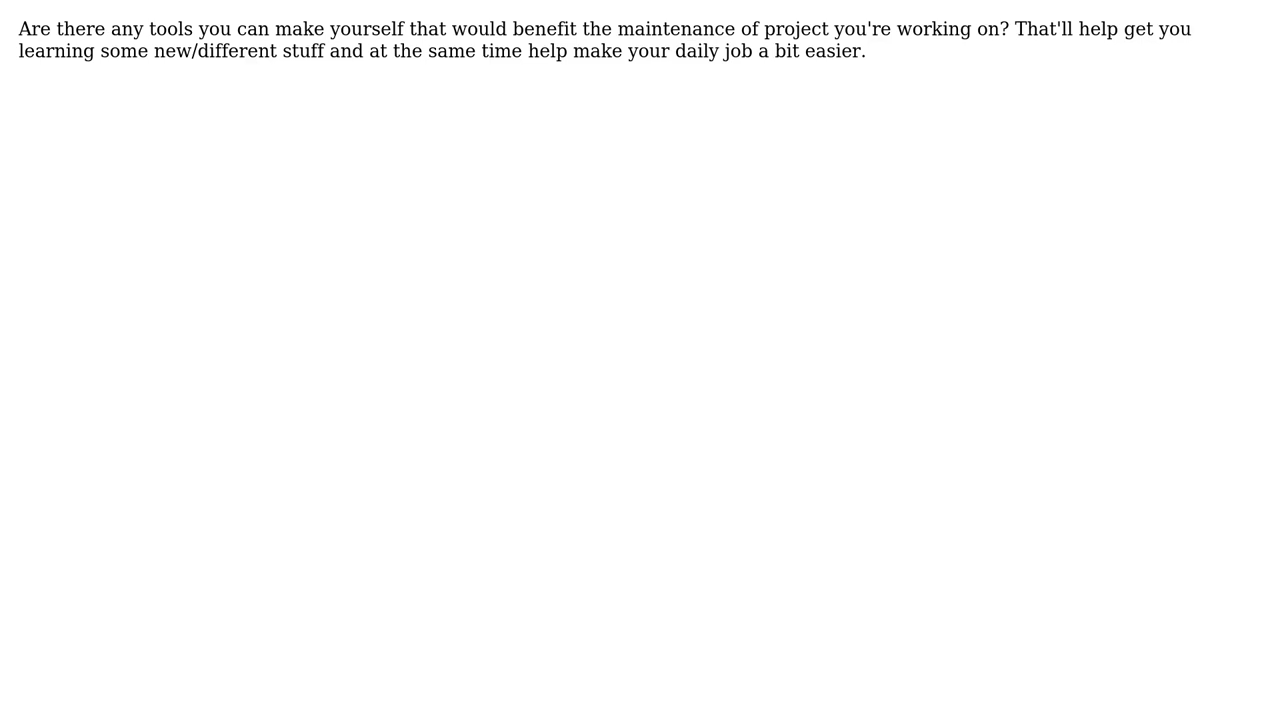 Are there any tools you can make yourself that would benefit the maintenance of project you're working on? That'll help get you
learning some new/different stuff and at the same time help make your daily job a bit easier.